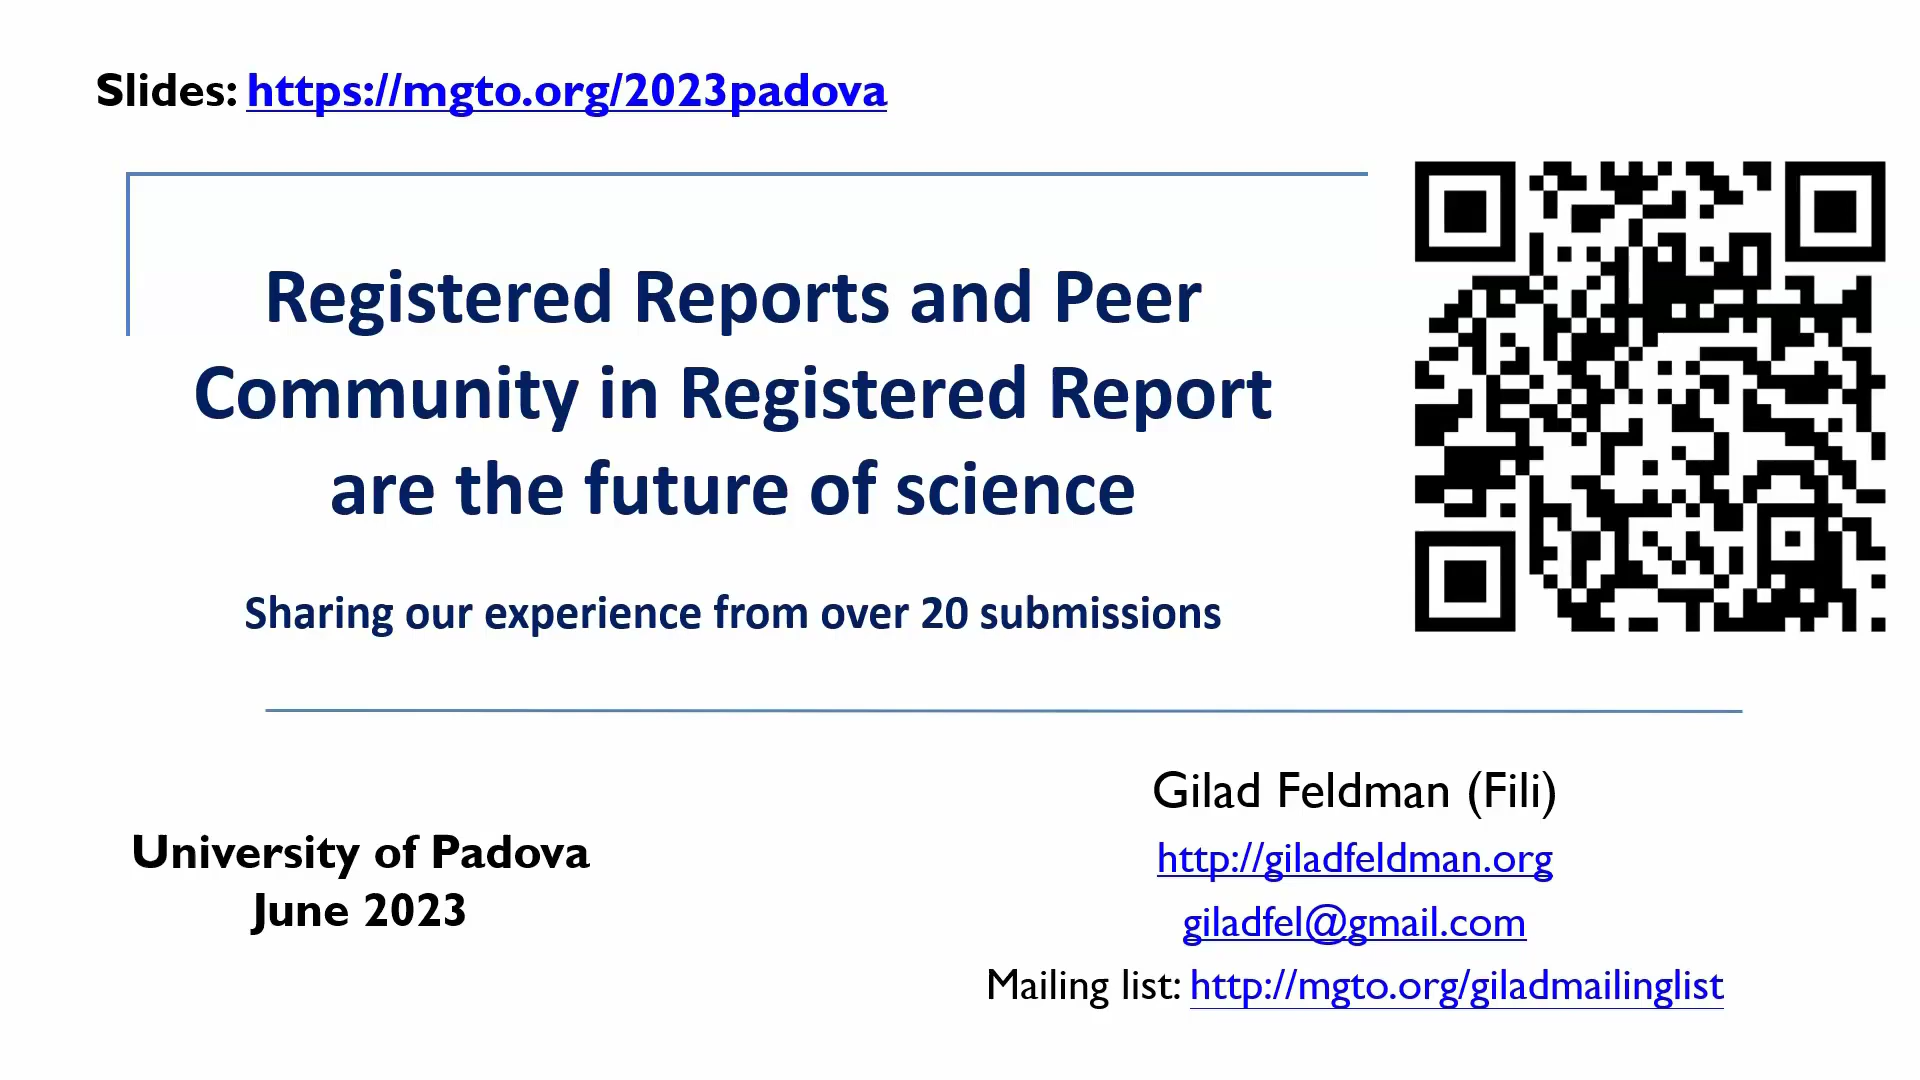 Slides: https://mgto.org/2023padova
Registered Reports and Peer
Community in Registered Report
are the future of science
Sharing our experience from over 20 submissions
University of Padova
June 2023
Gilad Feldman (Fili)
http://giladfeldman.org
giladfel@gmail.com
Mailing list: http://mgto.org/giladmailinglist